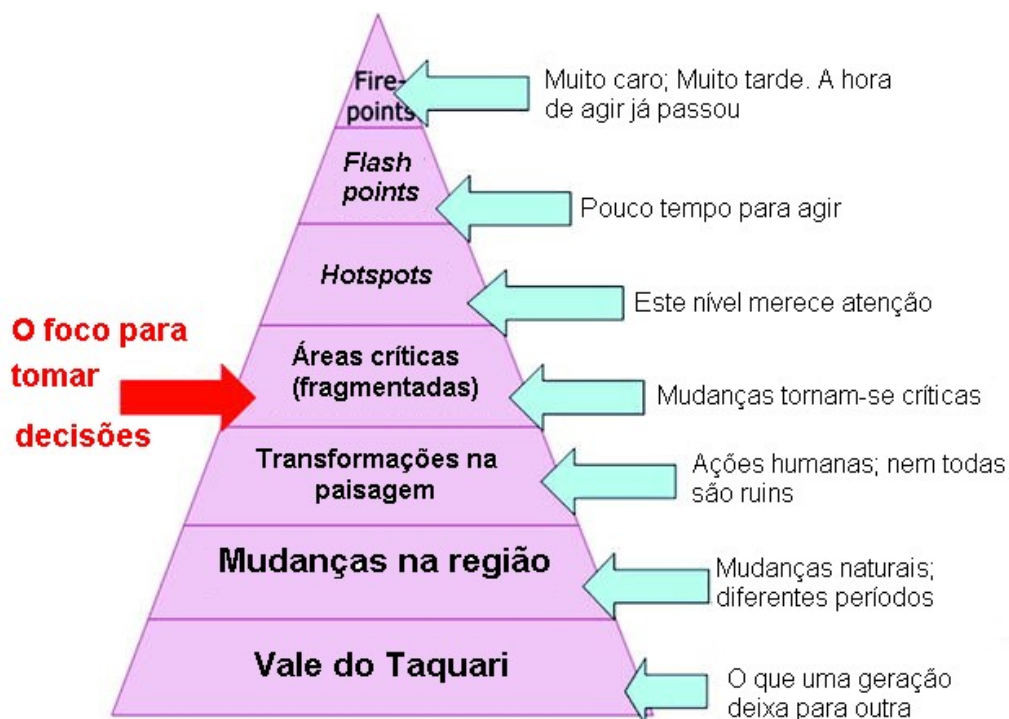 Fire-
points
Muito caro; Muito tarde. A hora
de agir já passou
Flash
points
Pouco tempo para agir
Hotspots
Este nível merece atenção
O foco para
tomar
decisões
Áreas críticas
(fragmentadas)
Mudanças tornam-se críticas
Transformações na
paisagem
Ações humanas; nem todas
são ruins
Mudanças na região
Mudanças naturais;
diferentes períodos
Vale do Taquari
O que uma geração
deixa para outra